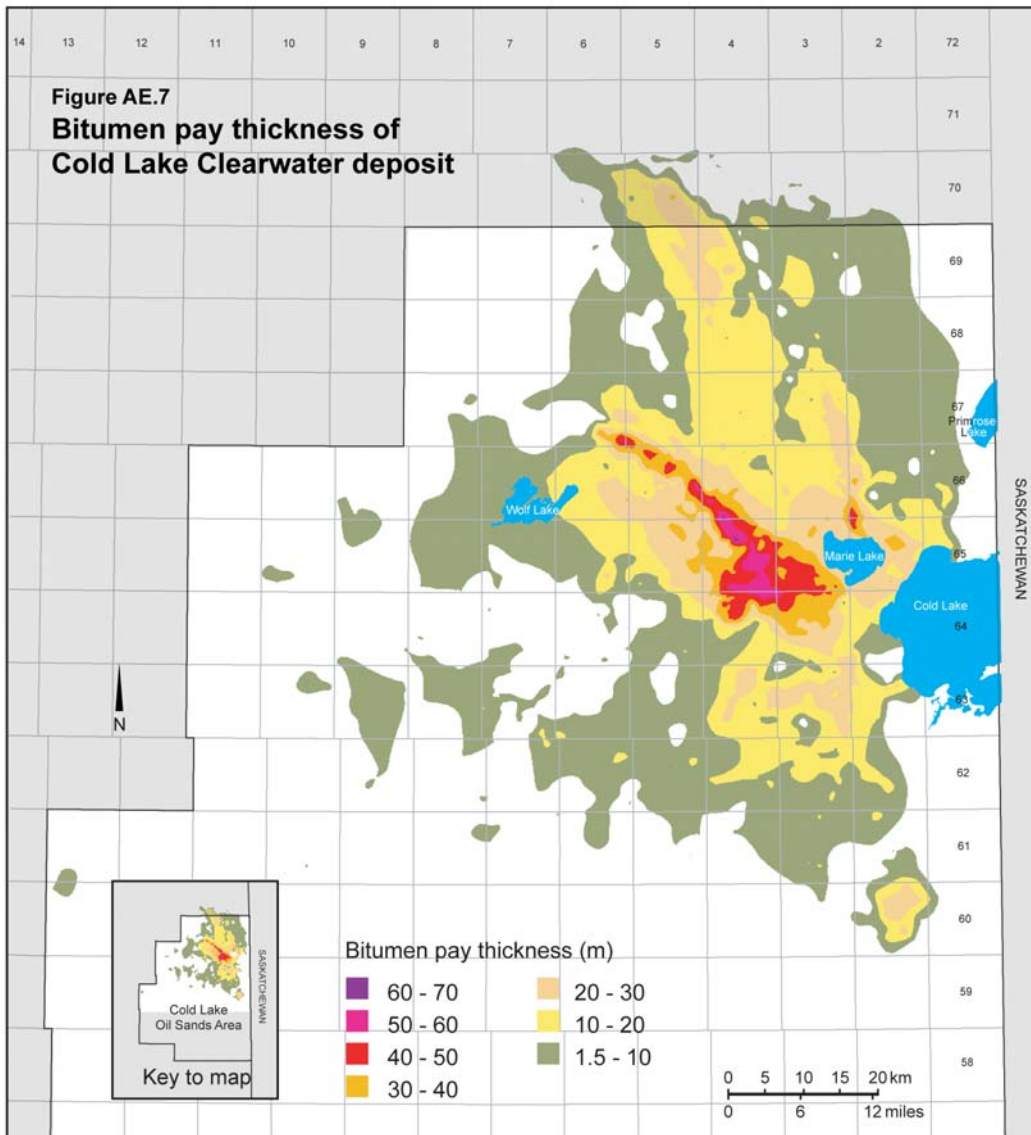 14 13 12 11 10 9 8 7 6 5 4 3 2 72
Figure AE.7
Bitumen pay thickness of
Cold Lake Clearwater deposit
71
70
69
68
67
Primrose
Lake
66
Wolf Lake
65
Marie Lake
Cold Lake
64
63
SASKATCHEWAN
N
62
61
60
59
58
SASKATCHEWAN
Cold Lake
Oil Sands Area
Key to map
Bitumen pay thickness (m)
60 - 70
50 - 60
40 - 50
30 - 40
20 - 30
10 - 20
1.5 - 10
0 5 10 15 20 km
0 6 12 miles